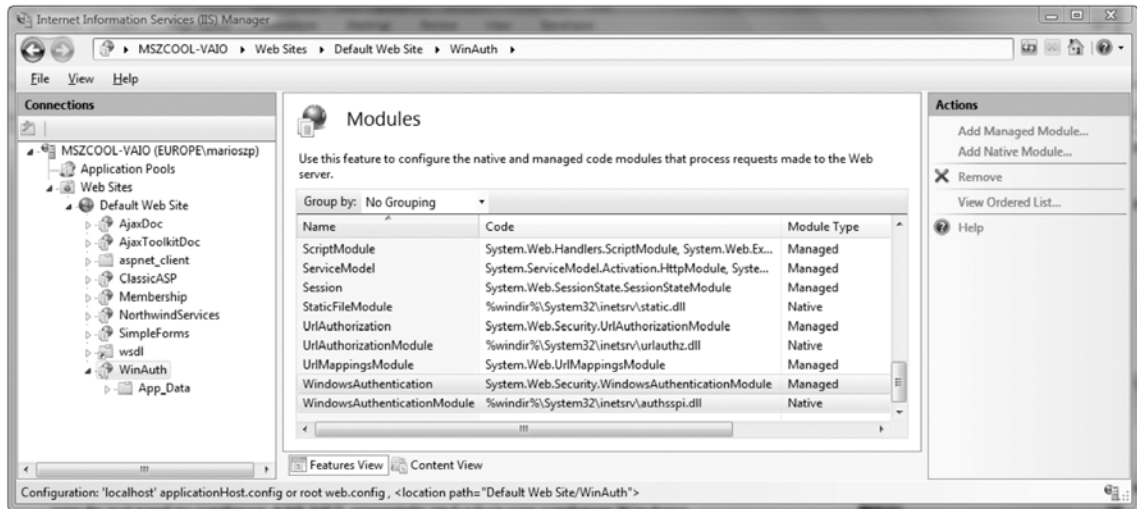 Internet Information Services (IIS) Manager
MSZCOOL-VAIO Web Sites Default Web Site WinAuth
File View Help
Connections
MSZCOOL-VAIO (EUROPE\marioszp)
Application Pools
Web Sites
Default Web Site
AjaxDoc
AjaxToolkitDoc
aspnet_client
ClassicASP
Membership
NorthwindServices
SimpleForms
wsdl
WinAuth
App_Data
Modules
Use this feature to configure the native and managed code modules that process requests made to the Web
server.
Group by: No Grouping
Name Code Module Type
ScriptModule System.Web.Handlers.ScriptModule, System.Web.Ex... Managed
ServiceModel System.ServiceModel.Activation.HttpModule, Syste... Managed
Session System.Web.SessionState.SessionStateModule Managed
StaticFileModule %windir%\System32\inetsrv\static.dll Native
UrlAuthorization System.Web.Security.UrlAuthorizationModule Managed
UrlAuthorizationModule %windir%\System32\inetsrv\urlauthz.dll Native
UrlMappingsModule System.Web.UrlMappingsModule Managed
WindowsAuthentication System.Web.Security.WindowsAuthenticationModule Managed
WindowsAuthenticationModule %windir%\System32\inetsrv\authsspi.dll Native
Features View Content View
Actions
Add Managed Module...
Add Native Module...
Remove
View Ordered List...
Help
Configuration: 'localhost' applicationHost.config or root web.config , <location path="Default Web Site/WinAuth">